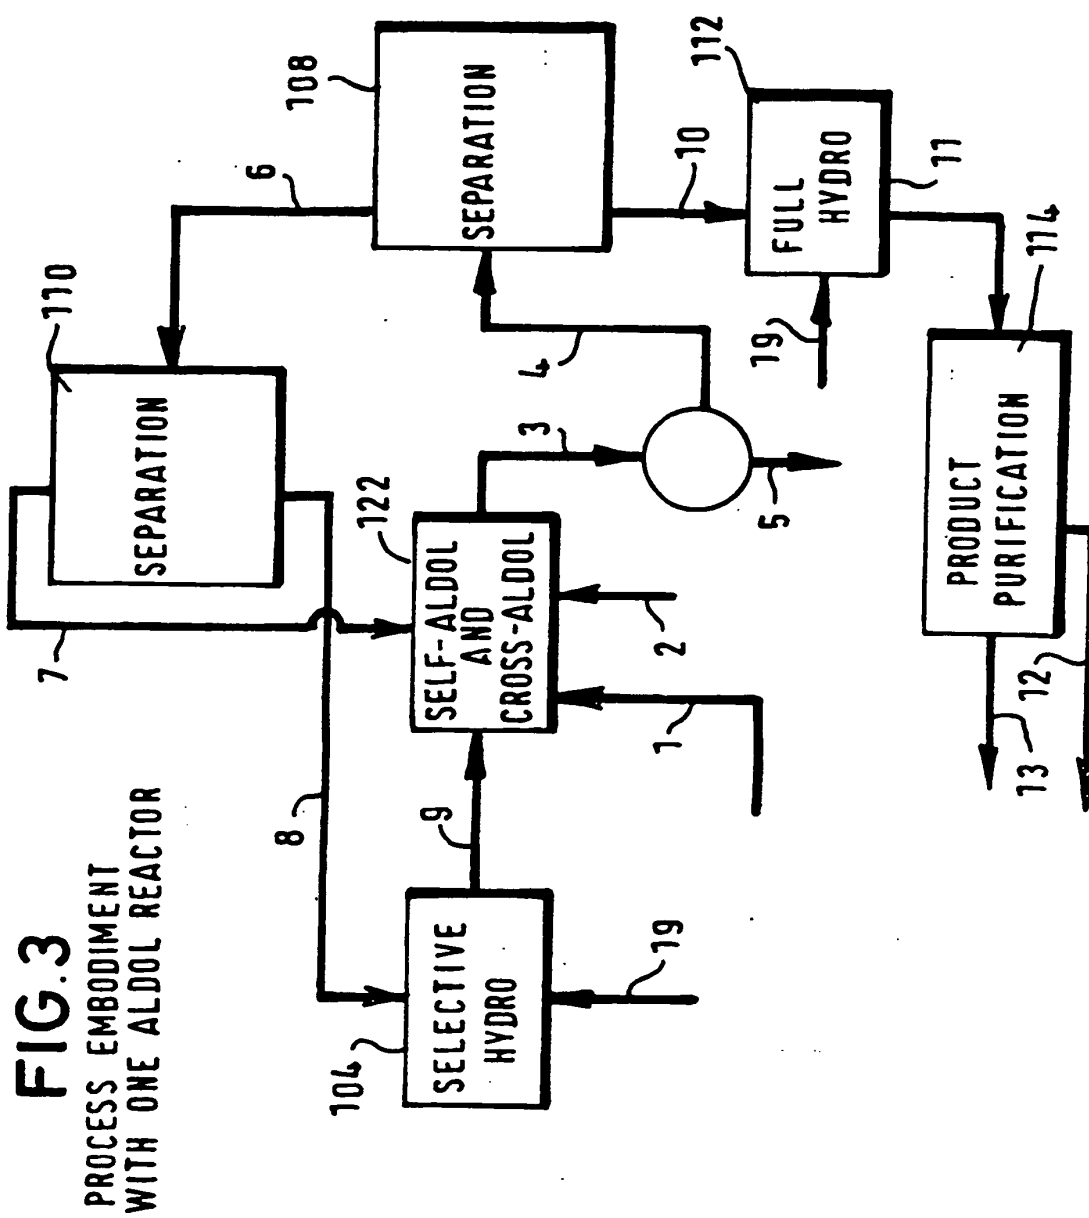 FIG.3
PROCESS EMBODIMENT
WITH ONE ALDOL REACTOR
7
110
SEPARATION
6
108
SEPARATION
8
104
SELECTIVE
HYDRO
19
9
122
SELF-ALDOL
AND
CROSS-ALDOL
1
2
3
4
5
10
112
FULL
HYDRO
19
11
114
PRODUCT
PURIFICATION
13
12